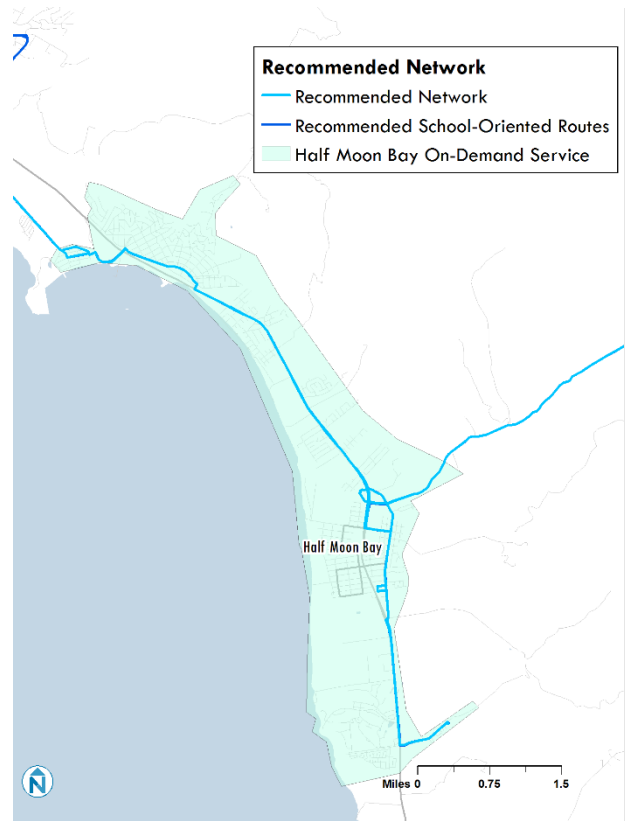 Recommended Network
Recommended Network
Recommended School-Oriented Routes
Half Moon Bay On-Demand Service
Half Moon Bay
N
Miles 0 0.75 1.5